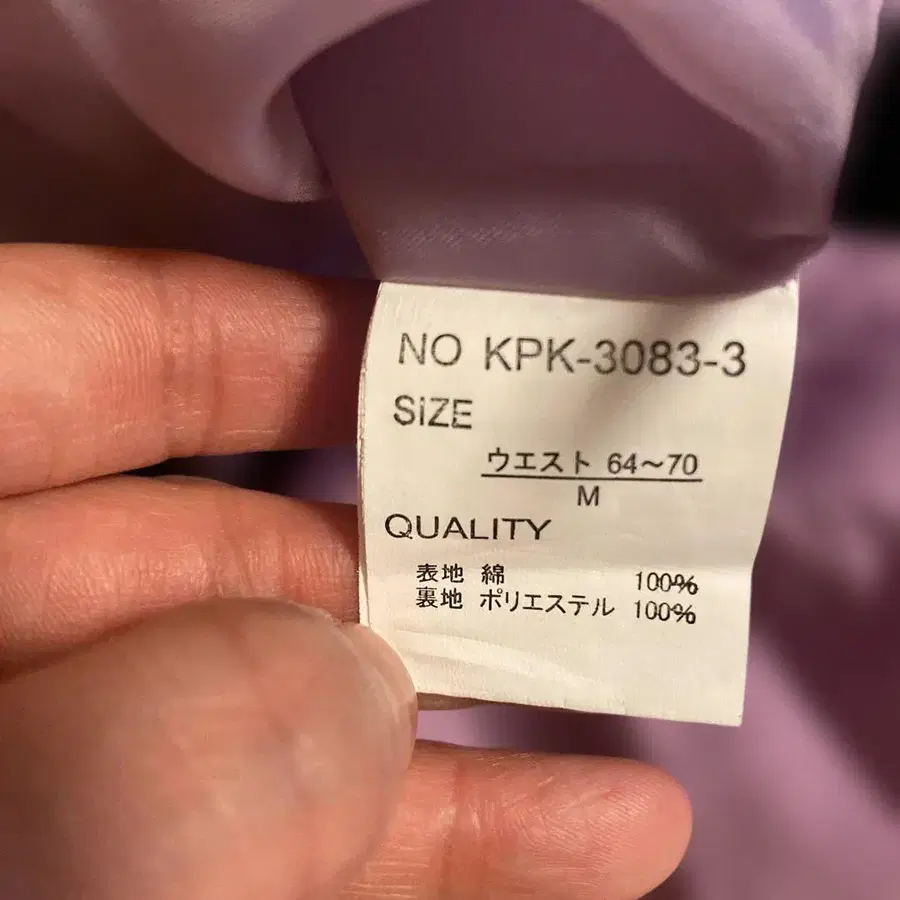 NO KPK-3083-3
SiZE
ウエスト 64～70
M
QUALITY
表地 綿 100%
裏地 ポリエステル 100%